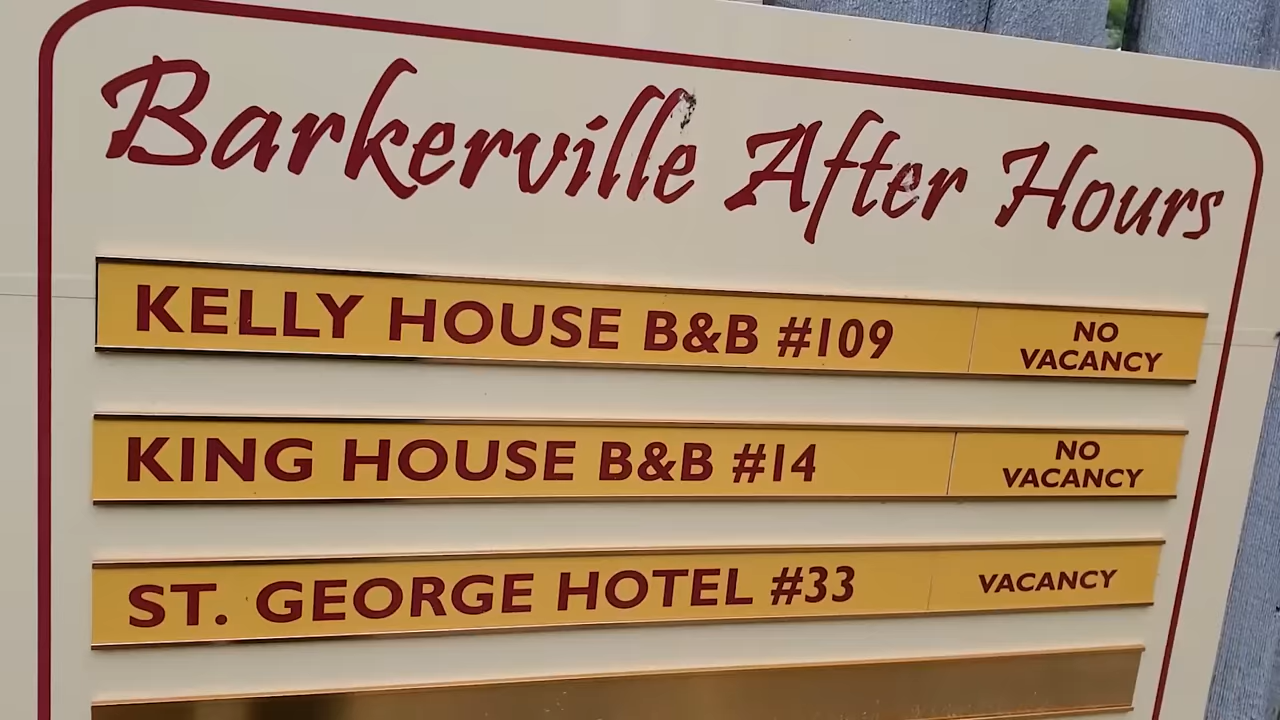 Barkerville After Hours
KELLY HOUSE B&B #109
NO
VACANCY
KING HOUSE B&B #14
NO
VACANCY
ST. GEORGE HOTEL #33
VACANCY